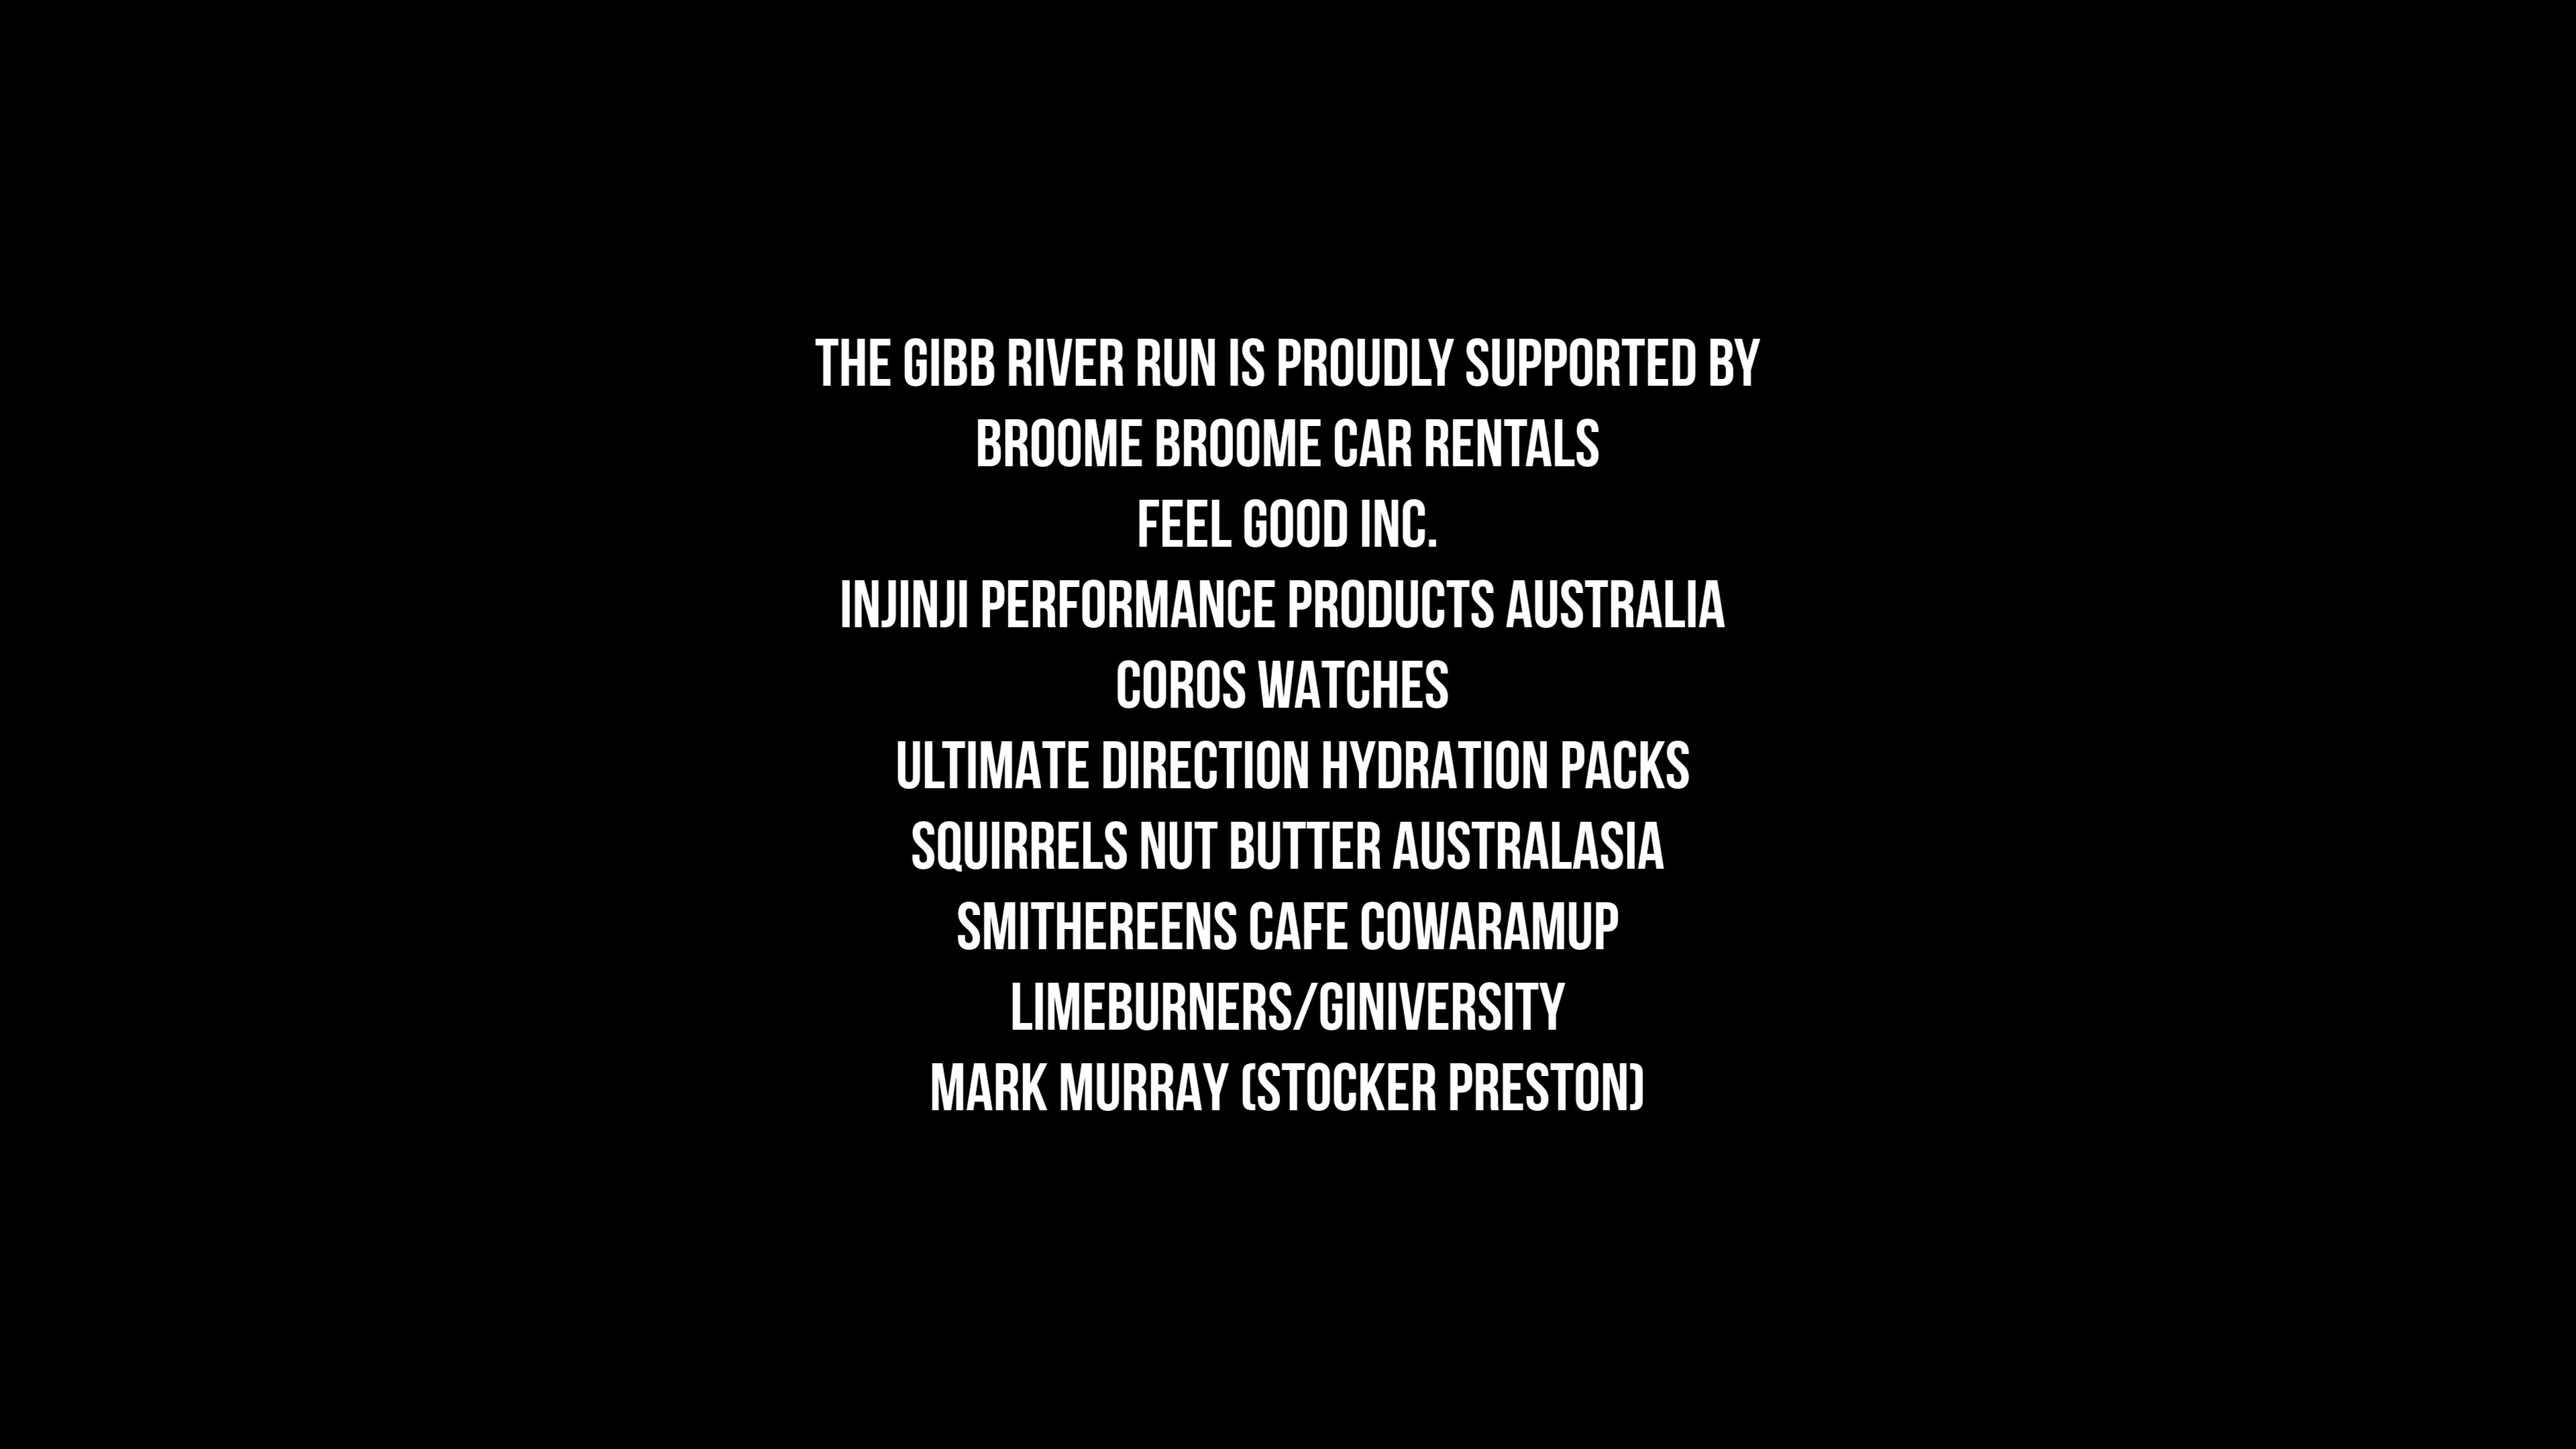 THE GIBB RIVER RUN IS PROUDLY SUPPORTED BY
BROOME BROOME CAR RENTALS
FEEL GOOD INC.
INJINJI PERFORMANCE PRODUCTS AUSTRALIA
COROS WATCHES
ULTIMATE DIRECTION HYDRATION PACKS
SQUIRRELS NUT BUTTER AUSTRALASIA
SMITHEREENS CAFE COWARAMUP
LIMEBURNERS/GINIVERSITY
MARK MURRAY (STOCKER PRESTON)